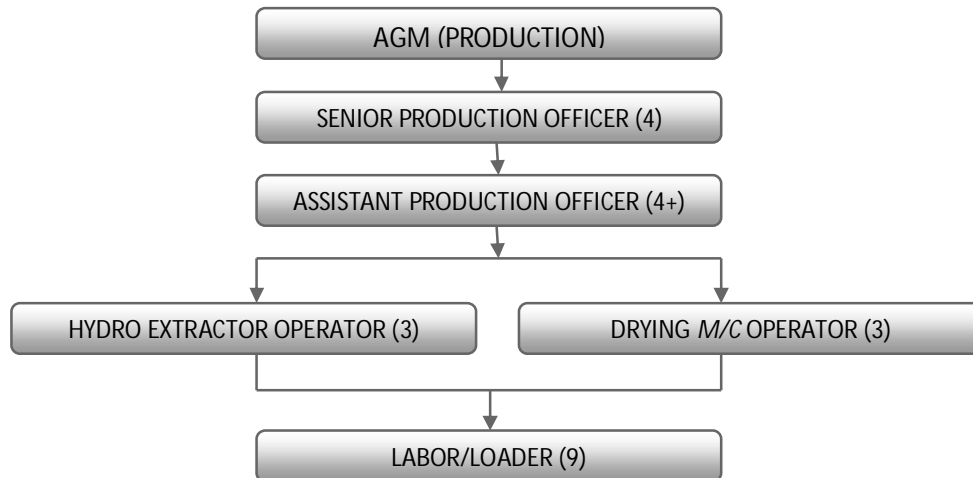 AGM (PRODUCTION)
SENIOR PRODUCTION OFFICER (4)
ASSISTANT PRODUCTION OFFICER (4+)
HYDRO EXTRACTOR OPERATOR (3)
DRYING M/C OPERATOR (3)
LABOR/LOADER (9)